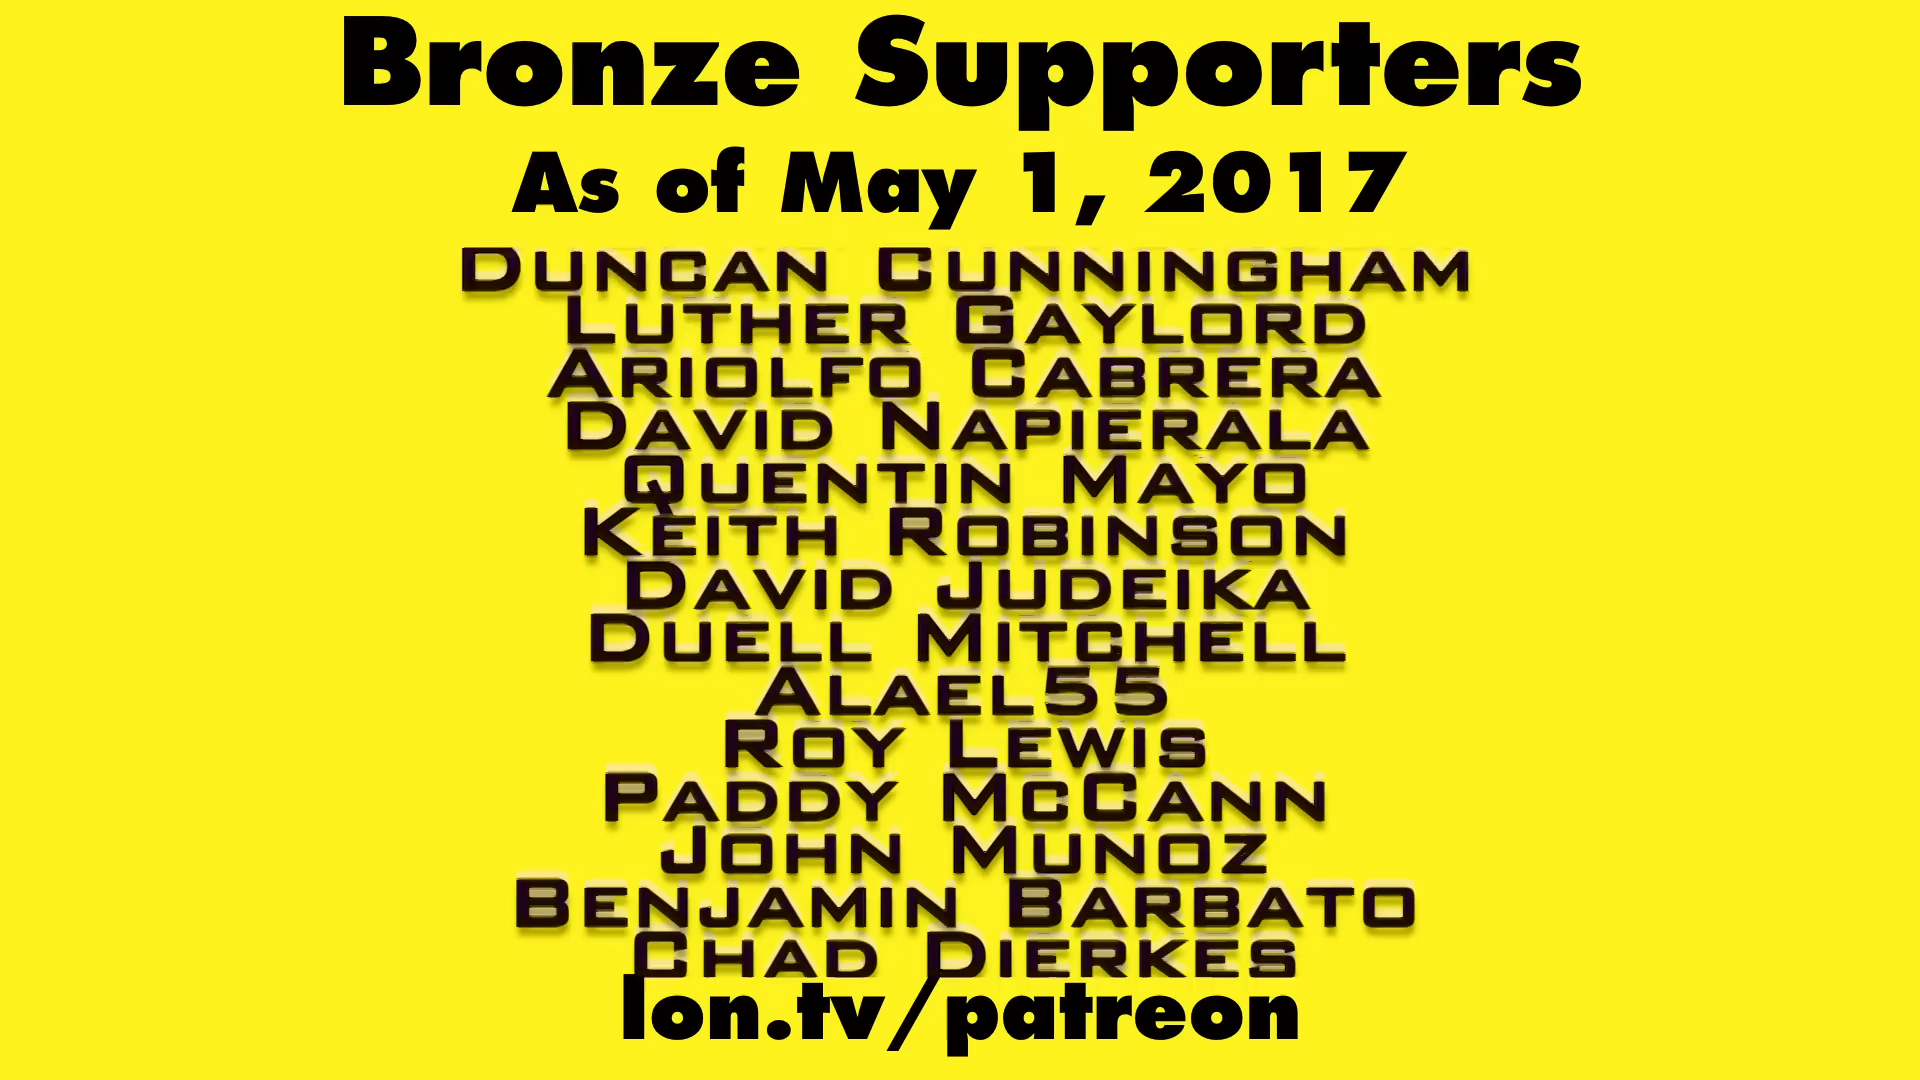 Bronze Supporters
As of May 1, 2017
Duncan Cunningham
Luther Gaylord
Ariolfo Cabrera
David Napierala
Quentin Mayo
Keith Robinson
David Judeika
Duell Mitchell
Alael55
Roy Lewis
Paddy McCann
John Munoz
Benjamin Barbato
Chad Dierkes
lon.tv/patreon